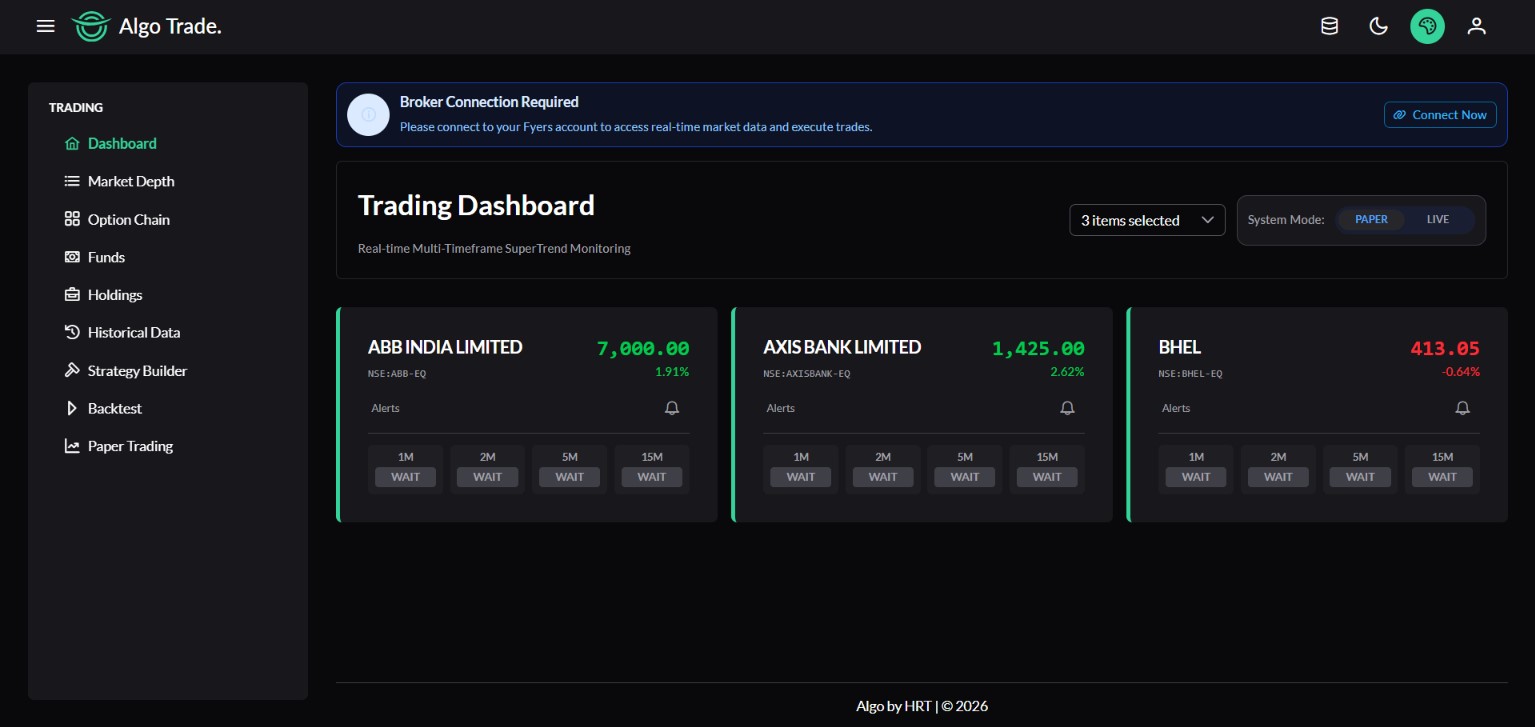 Algo Trade.
TRADING
Dashboard
Market Depth
Option Chain
Funds
Holdings
Historical Data
Strategy Builder
Backtest
Paper Trading
Broker Connection Required
Please connect to your Fyers account to access real-time market data and execute trades.
Connect Now
Trading Dashboard
Real-time Multi-Timeframe SuperTrend Monitoring
3 items selected
System Mode: PAPER LIVE
ABB INDIA LIMITED 7,000.00
NSE:ABB-EQ 1.91%
Alerts
1M 2M 5M 15M
WAIT WAIT WAIT WAIT
AXIS BANK LIMITED 1,425.00
NSE:AXISBANK-EQ 2.62%
Alerts
1M 2M 5M 15M
WAIT WAIT WAIT WAIT
BHEL 413.05
NSE:BHEL-EQ -0.64%
Alerts
1M 2M 5M 15M
WAIT WAIT WAIT WAIT
Algo by HRT | © 2026